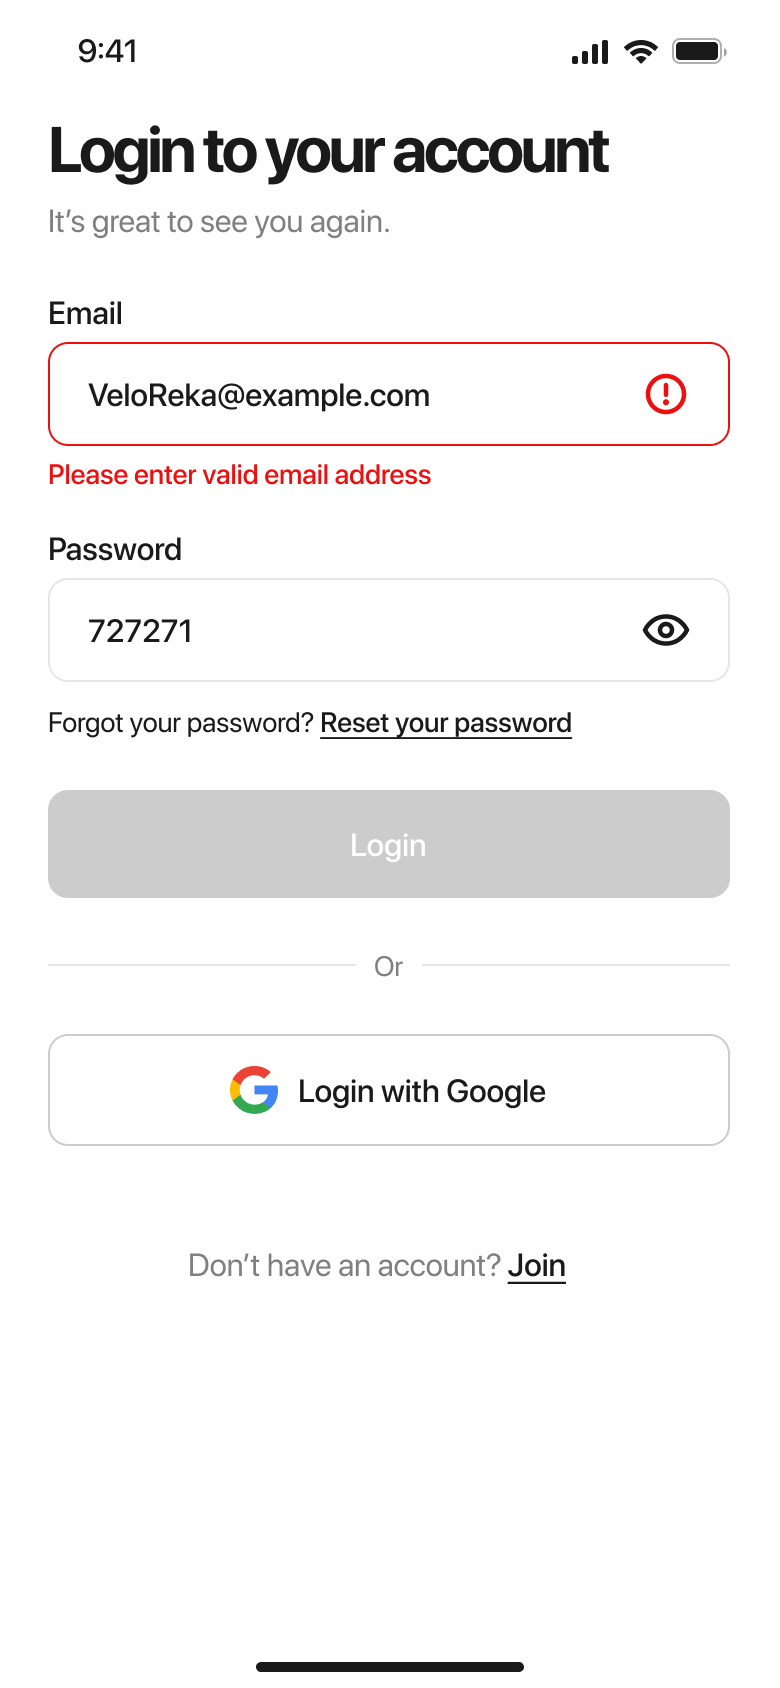 9:41
Login to your account
It’s great to see you again.
Email
VeloReka@example.com
Please enter valid email address
Password
727271
Forgot your password? Reset your password
Login
Or
Login with Google
Don’t have an account? Join